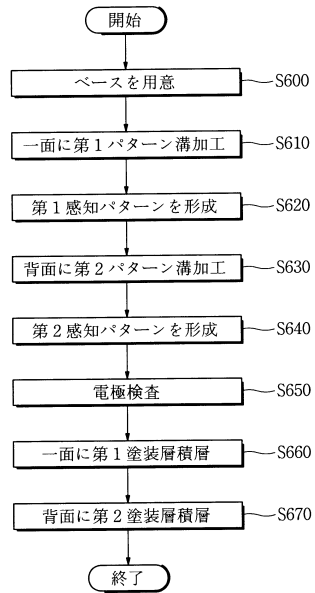 開始
ベースを用意 S600
一面に第1パターン溝加工 S610
第1感知パターンを形成 S620
背面に第2パターン溝加工 S630
第2感知パターンを形成 S640
電極検査 S650
一面に第1塗装層積層 S660
背面に第2塗装層積層 S670
終了